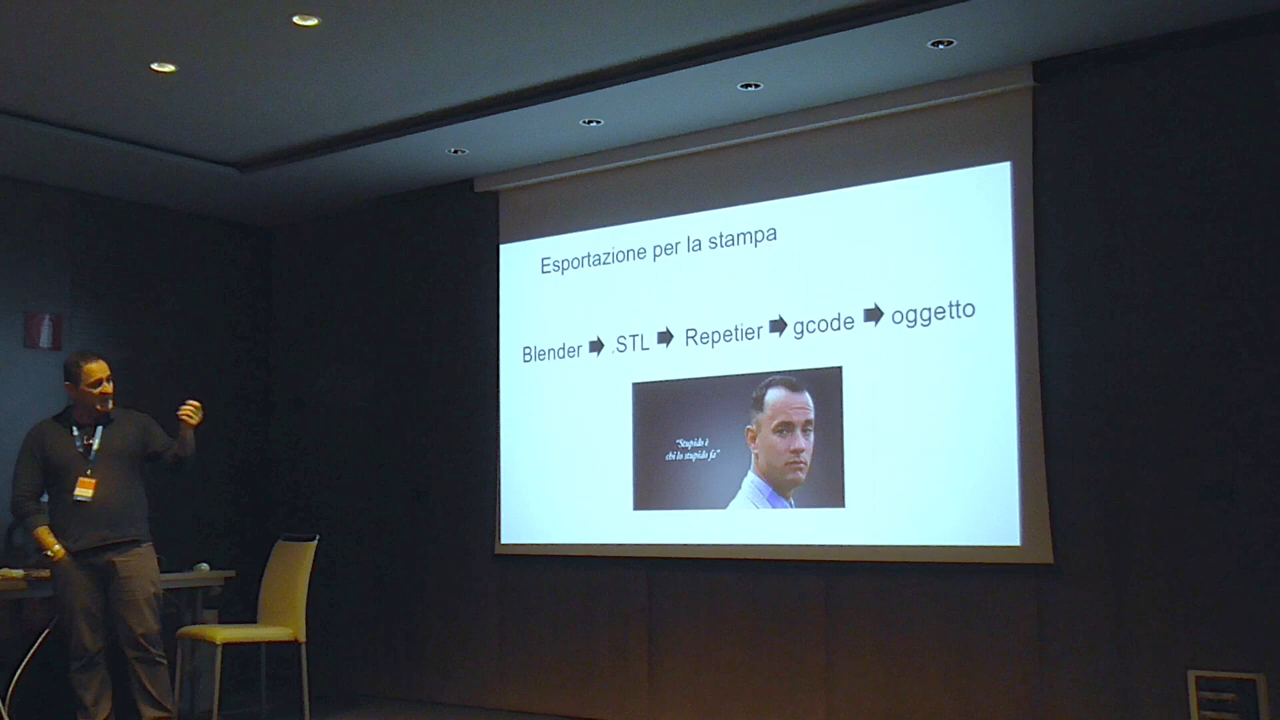 Esportazione per la stampa
Blender .STL Repetier gcode oggetto
"Stupido è
chi lo stupido fa"